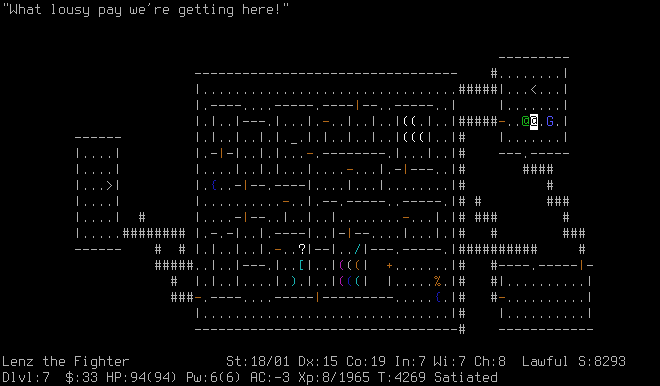 "What lousy pay we're getting here!"
Lenz the Fighter St:18/01 Dx:15 Co:19 In:7 Wi:7 Ch:8 Lawful S:8293
Dlvl:7 $:33 HP:94(94) Pw:6(6) AC:-3 Xp:8/1965 T:4269 Satiated